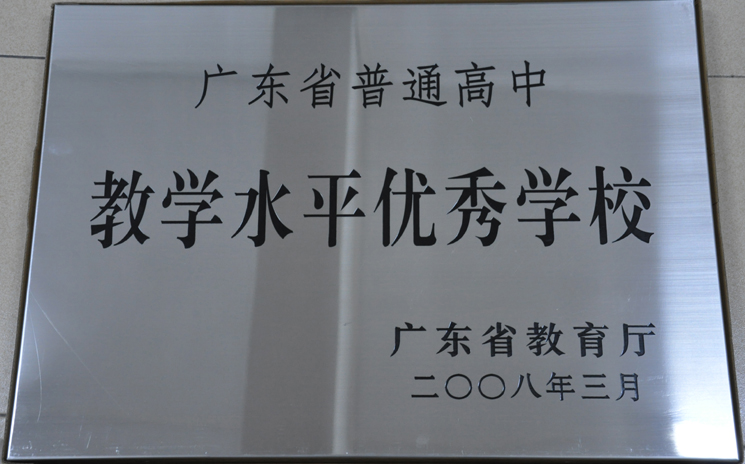 广东省普通高中
教学水平优秀学校
广东省教育厅
二〇〇八年三月